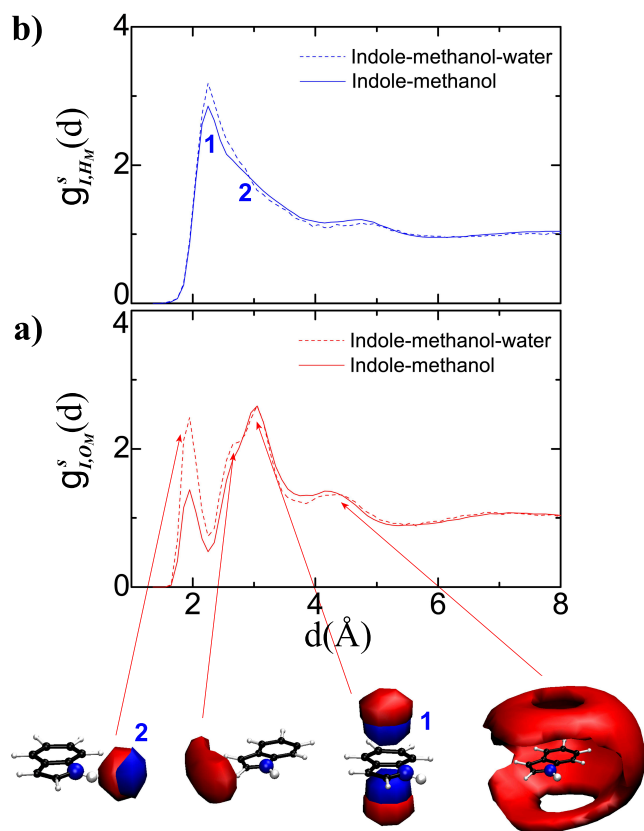 b)
4
Indole-methanol-water
Indole-methanol
g^s_{I,H_M}(d)
1
2
2
0
a)
4
Indole-methanol-water
Indole-methanol
g^s_{I,O_M}(d)
2
0
2 4 6 8
d(Å)
2
1